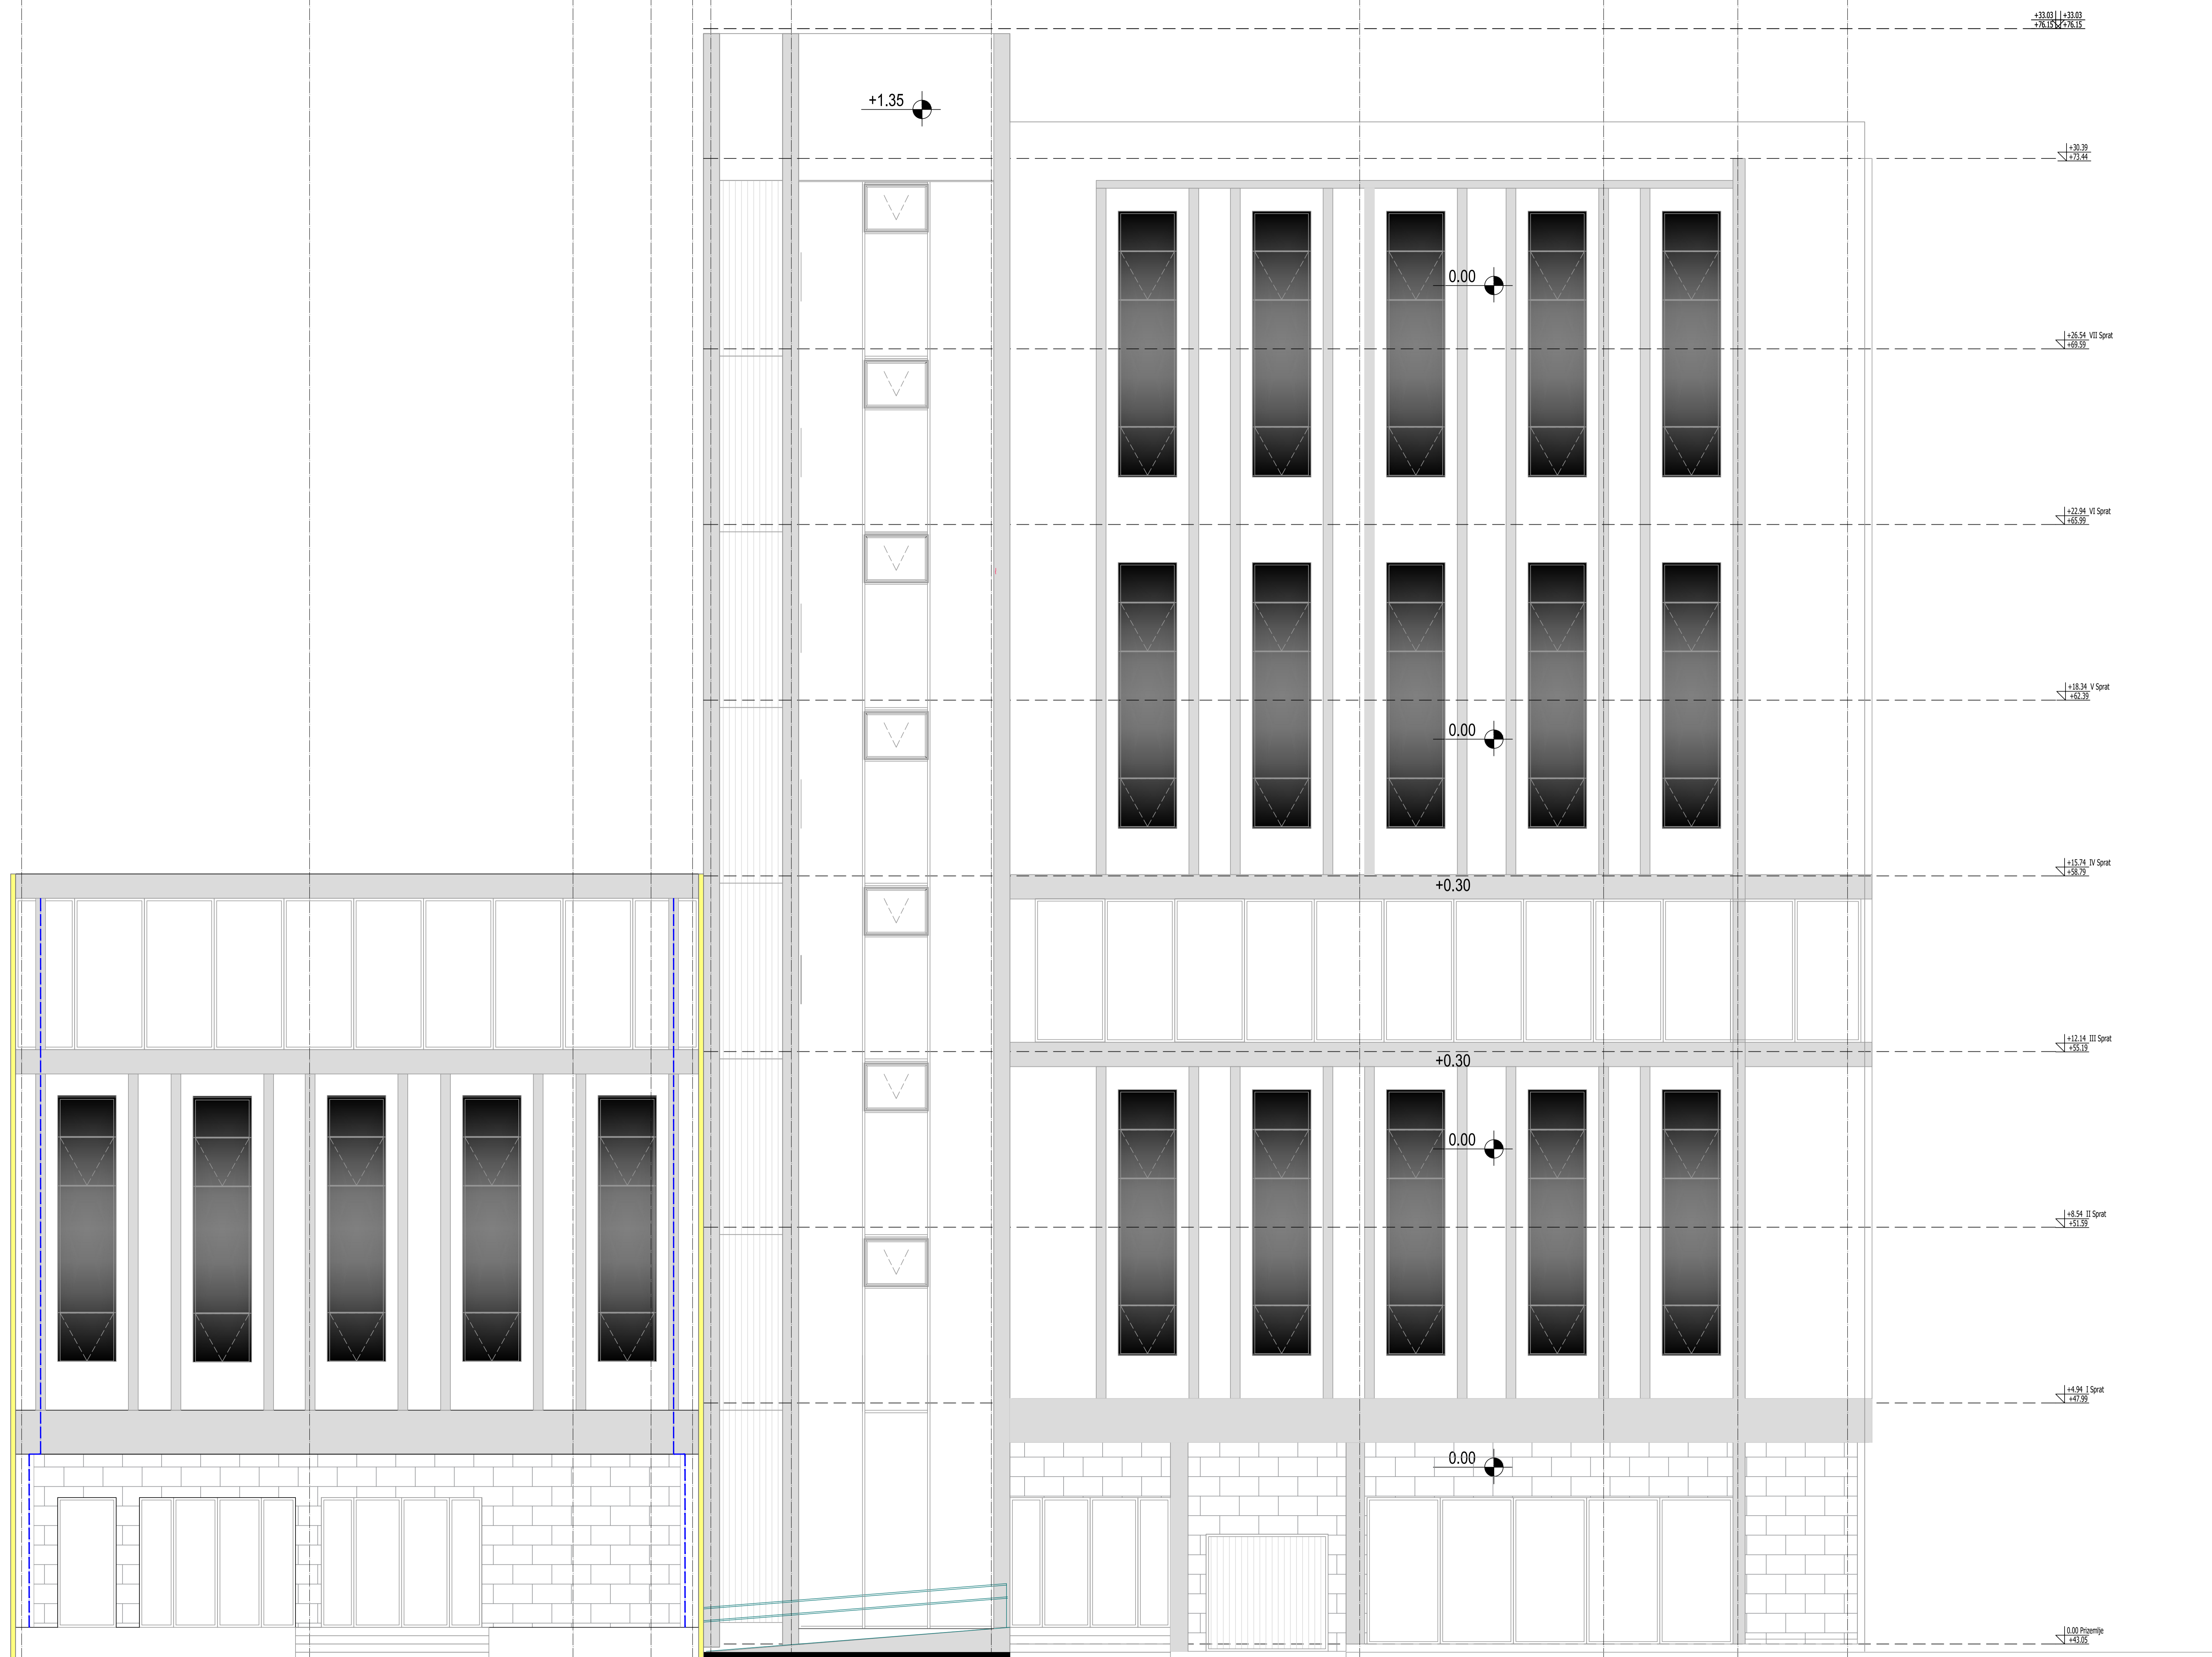 +33.03 +33.03
+76.15 +76.15
+1.35
+30.39
+73.44
0.00
+26.54 VII Sprat
+69.59
+22.94 VI Sprat
+65.99
+18.34 V Sprat
+62.39
0.00
+15.74 IV Sprat
+58.79
+0.30
+12.14 III Sprat
+55.19
+0.30
0.00
+8.54 II Sprat
+51.59
+4.94 I Sprat
+47.99
0.00
0.00 Prizemlje
+43.05